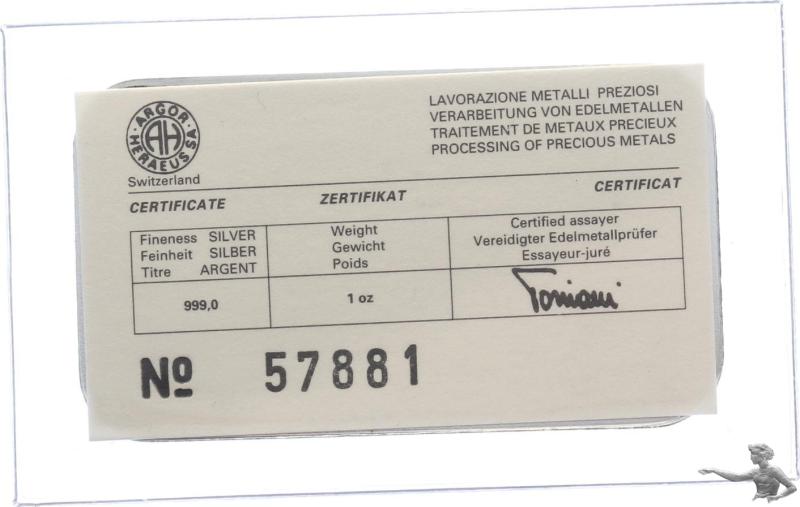 ARGOR
AH
HERAEUS SA
Switzerland
LAVORAZIONE METALLI PREZIOSI
VERARBEITUNG VON EDELMETALLEN
TRAITEMENT DE METAUX PRECIEUX
PROCESSING OF PRECIOUS METALS
CERTIFICATE ZERTIFIKAT CERTIFICAT
Fineness SILVER
Feinheit SILBER
Titre ARGENT
Weight
Gewicht
Poids
Certified assayer
Vereidigter Edelmetallprüfer
Essayeur-juré
999,0
1 oz
Nº 57881